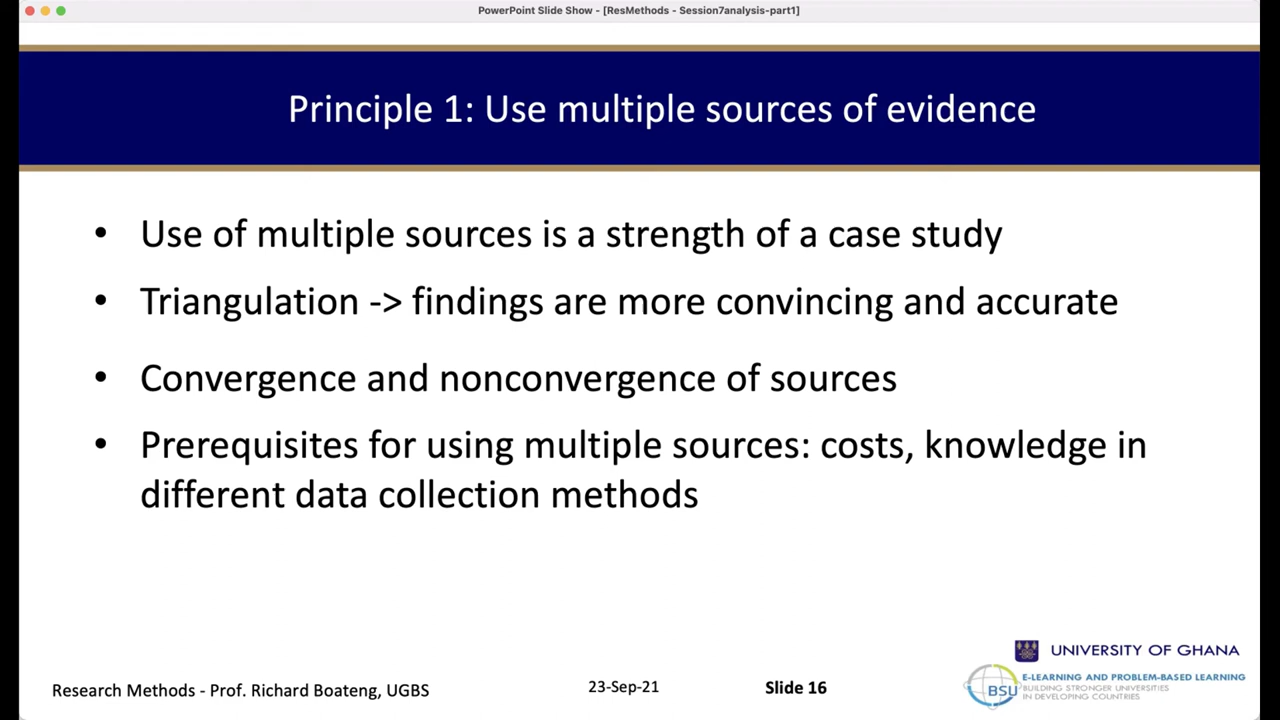 PowerPoint Slide Show - [ResMethods - Session7analysis-part1]
Principle 1: Use multiple sources of evidence
• Use of multiple sources is a strength of a case study
• Triangulation -> findings are more convincing and accurate
• Convergence and nonconvergence of sources
• Prerequisites for using multiple sources: costs, knowledge in
different data collection methods
UNIVERSITY OF GHANA
BSU
E-LEARNING AND PROBLEM-BASED LEARNING
BUILDING STRONGER UNIVERSITIES
IN DEVELOPING COUNTRIES
Research Methods - Prof. Richard Boateng, UGBS
23-Sep-21
Slide 16